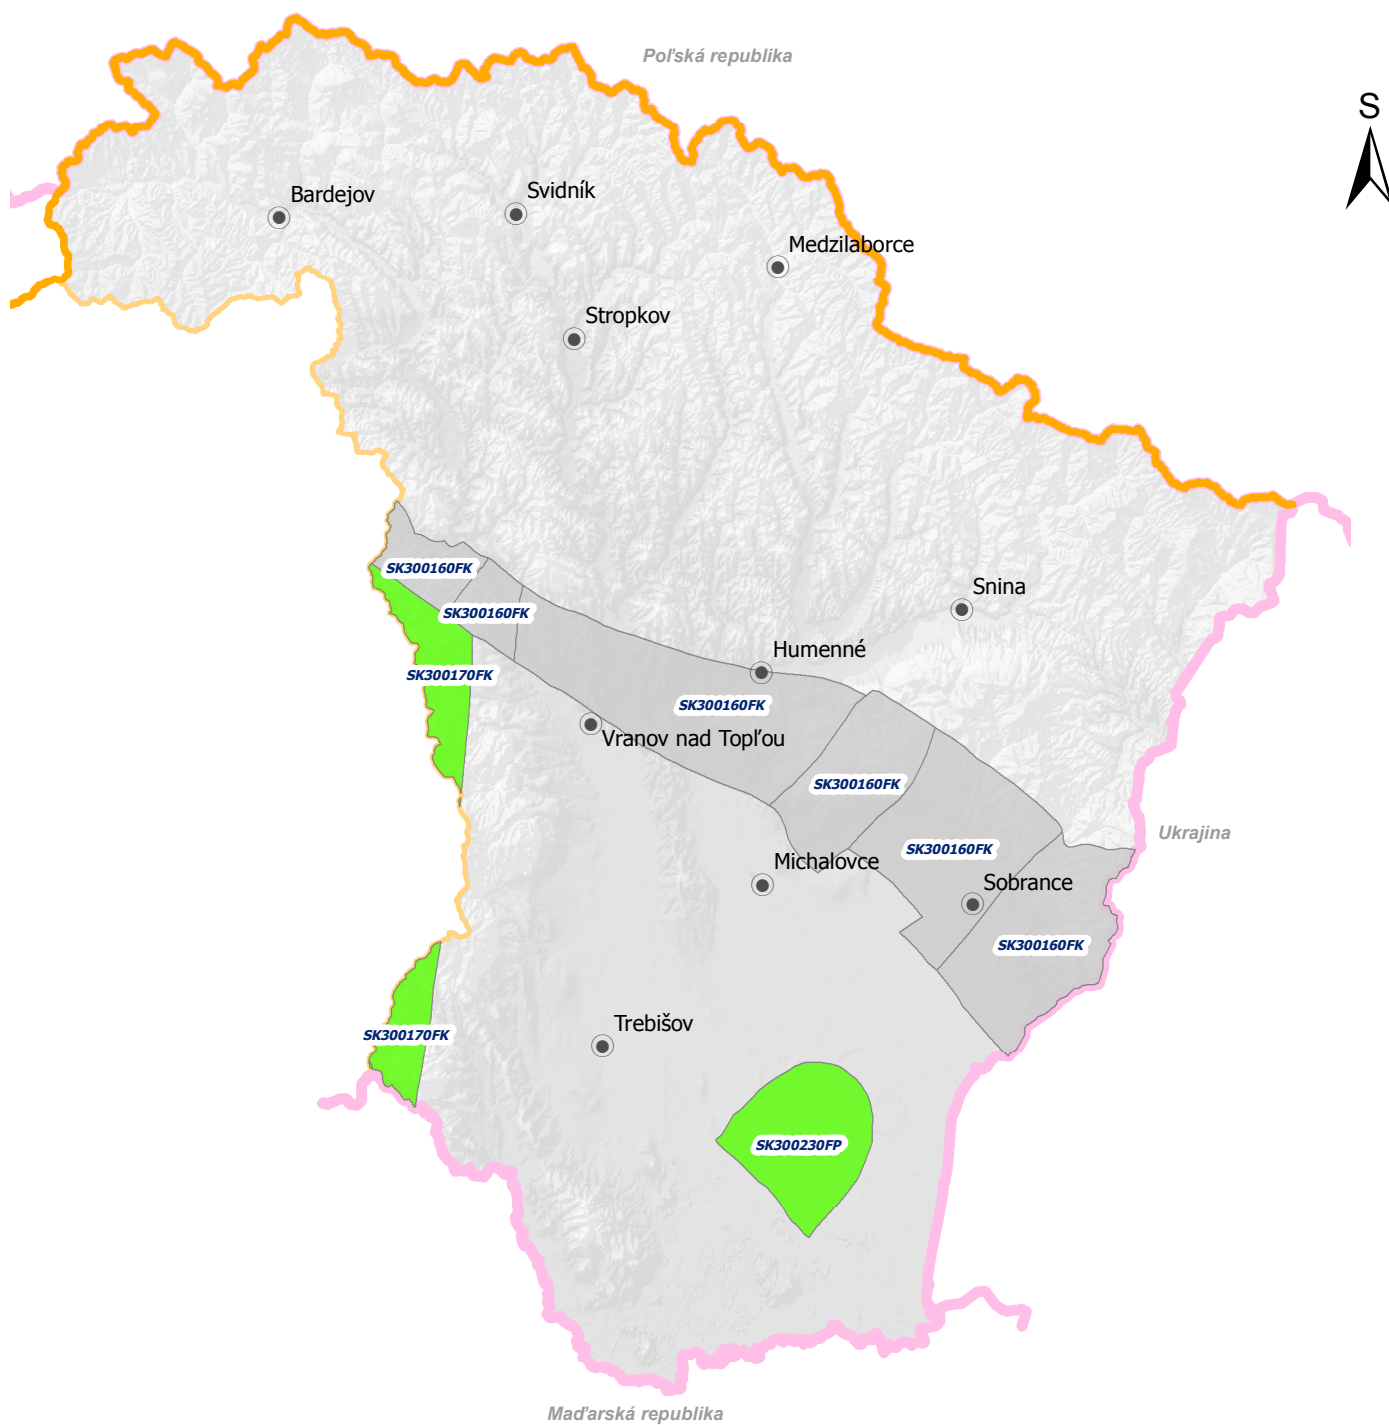 Poľská republika
S
Bardejov
Svidník
Medzilaborce
Stropkov
SK300160FK
Snina
SK300160FK
Humenné
SK300170FK
SK300160FK
Vranov nad Topľou
SK300160FK
Ukrajina
SK300160FK
Michalovce
Sobrance
SK300160FK
Trebišov
SK300170FK
SK300230FP
Maďarská republika